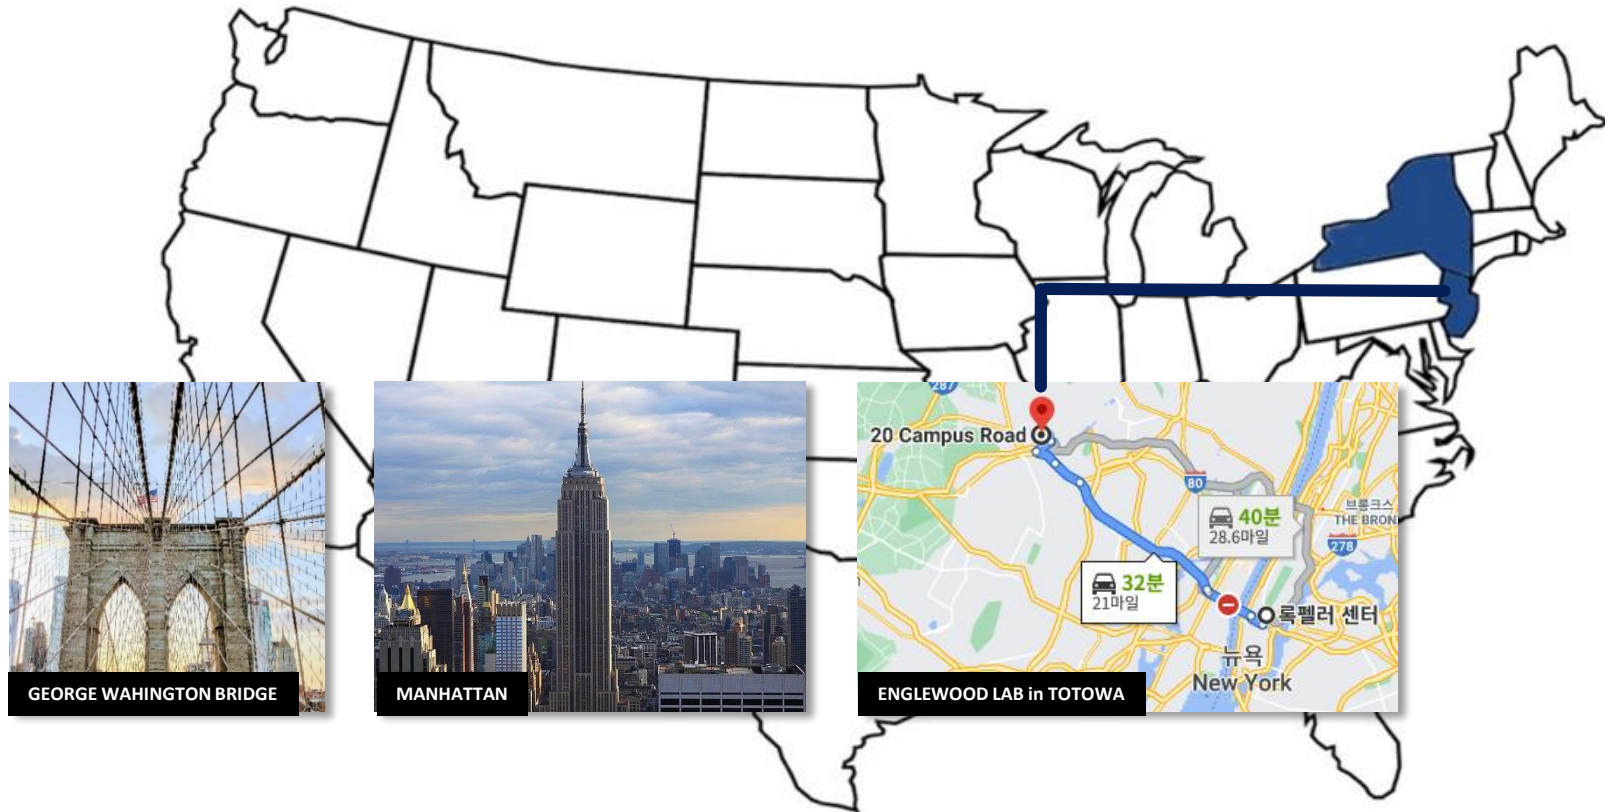 287
20 Campus Road
80
브롱크스
THE BRON
40분
28.6마일
278
32분
21마일
록펠러 센터
뉴욕
New York
GEORGE WAHINGTON BRIDGE
MANHATTAN
ENGLEWOOD LAB in TOTOWA